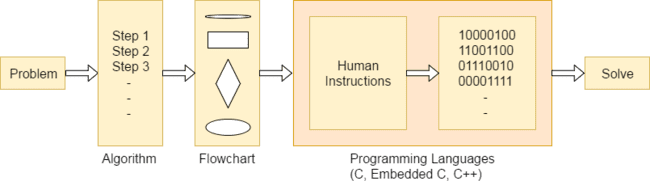 Problem
Step 1
Step 2
Step 3
-
-
-
Human
Instructions
10000100
11001100
01110010
00001111
-
-
Solve
Algorithm
Flowchart
Programming Languages
(C, Embedded C, C++)